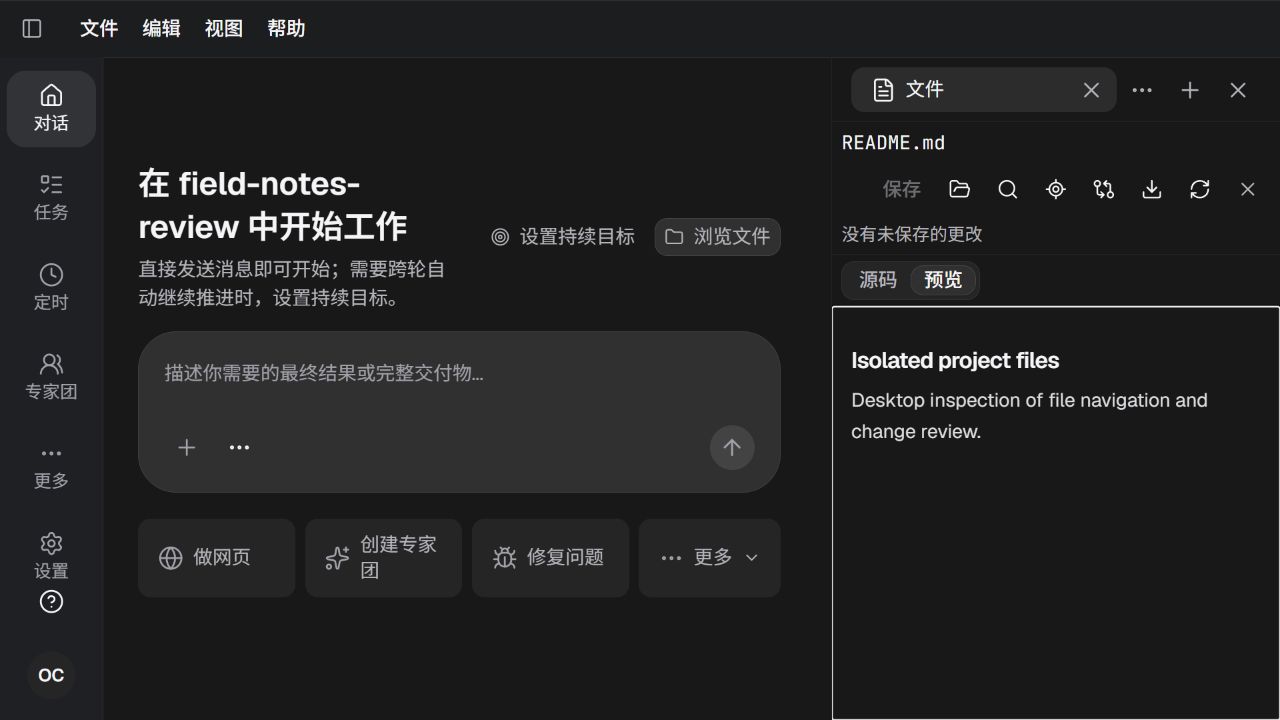 文件 编辑 视图 帮助
对话
任务
定时
专家团
更多
设置
OC
在 field-notes-
review 中开始工作
直接发送消息即可开始；需要跨轮自
动继续推进时，设置持续目标。
设置持续目标
浏览文件
描述你需要的最终结果或完整交付物...
做网页
创建专家
团
修复问题
更多
文件
README.md
保存
没有未保存的更改
源码 预览
Isolated project files
Desktop inspection of file navigation and
change review.